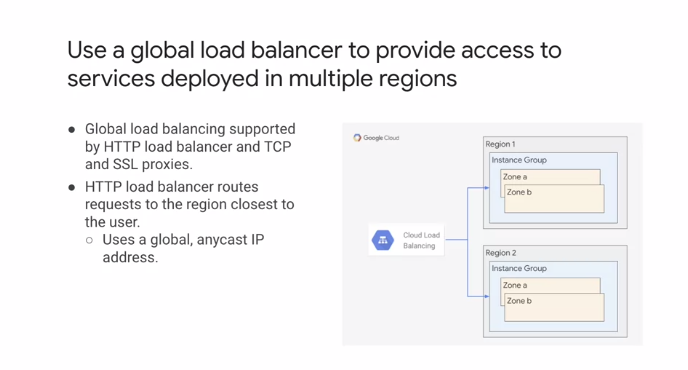 Use a global load balancer to provide access to
services deployed in multiple regions
● Global load balancing supported
by HTTP load balancer and TCP
and SSL proxies.
● HTTP load balancer routes
requests to the region closest to
the user.
○ Uses a global, anycast IP
address.
Google Cloud
Cloud Load
Balancing
Region 1
Instance Group
Zone a
Zone b
Region 2
Instance Group
Zone a
Zone b